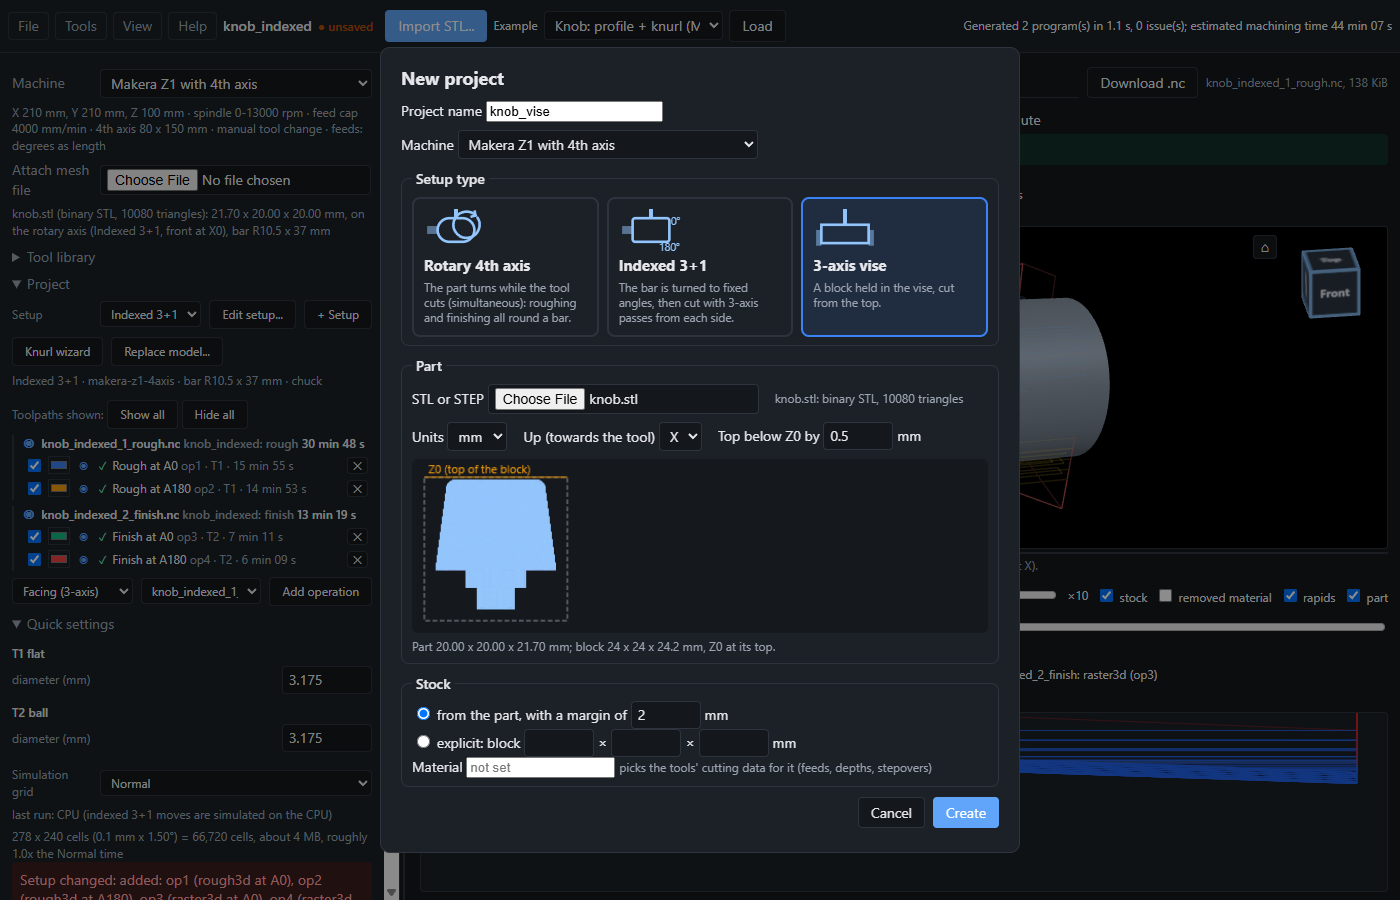 File
Tools
View
Help
knob_indexed
● unsaved
Import STL...
Example
Knob: profile + knurl (M
Load
Generated 2 program(s) in 1.1 s, 0 issue(s); estimated machining time 44 min 07 s
Machine
Makera Z1 with 4th axis
X 210 mm, Y 210 mm, Z 100 mm · spindle 0-13000 rpm · feed cap
4000 mm/min · 4th axis 80 x 150 mm · manual tool change · feeds:
degrees as length
Attach mesh
file
Choose File No file chosen
knob.stl (binary STL, 10080 triangles): 21.70 x 20.00 x 20.00 mm, on
the rotary axis (Indexed 3+1, front at X0), bar R10.5 x 37 mm
Tool library
Project
Setup
Indexed 3+1
Edit setup...
+ Setup
Knurl wizard
Replace model...
Indexed 3+1 · makera-z1-4axis · bar R10.5 x 37 mm · chuck
Toolpaths shown:
Show all
Hide all
knob_indexed_1_rough.nc knob_indexed: rough 30 min 48 s
✓ Rough at A0 op1 · T1 · 15 min 55 s
✓ Rough at A180 op2 · T1 · 14 min 53 s
knob_indexed_2_finish.nc knob_indexed: finish 13 min 19 s
✓ Finish at A0 op3 · T2 · 7 min 11 s
✓ Finish at A180 op4 · T2 · 6 min 09 s
Facing (3-axis)
knob_indexed_1_
Add operation
Quick settings
T1 flat
diameter (mm)
3.175
T2 ball
diameter (mm)
3.175
Simulation
grid
Normal
last run: CPU (indexed 3+1 moves are simulated on the CPU)
278 x 240 cells (0.1 mm x 1.50°) = 66,720 cells, about 4 MB, roughly
1.0x the Normal time
Setup changed: added: op1 (rough3d at A0), op2
(rough3d at A180), op3 (raster3d at A0), op4 (raster3d
New project
Project name knob_vise
Machine Makera Z1 with 4th axis
Setup type
Rotary 4th axis
The part turns while the tool
cuts (simultaneous): roughing
and finishing all round a bar.
0°
180°
Indexed 3+1
The bar is turned to fixed
angles, then cut with 3-axis
passes from each side.
3-axis vise
A block held in the vise, cut
from the top.
Part
STL or STEP Choose File knob.stl
knob.stl: binary STL, 10080 triangles
Units mm Up (towards the tool) X Top below Z0 by 0.5 mm
Z0 (top of the block)
Part 20.00 x 20.00 x 21.70 mm; block 24 x 24 x 24.2 mm, Z0 at its top.
Stock
from the part, with a margin of 2 mm
explicit: block × × mm
Material not set picks the tools' cutting data for it (feeds, depths, stepovers)
Cancel
Create
Download .nc
knob_indexed_1_rough.nc, 138 KiB
ute
s
⌂
Top
Front
X).
×10
stock
removed material
rapids
part
ed_2_finish: raster3d (op3)